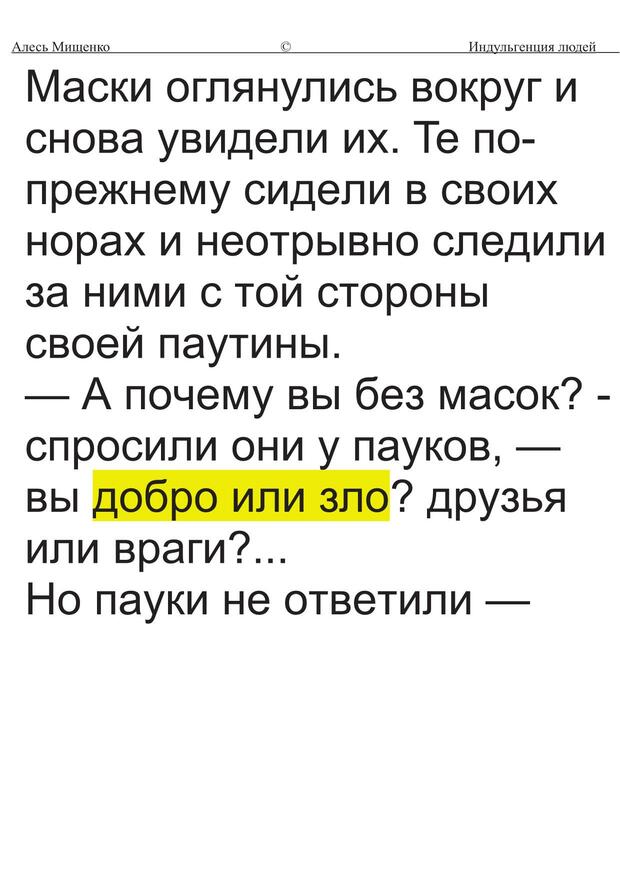 Алесь Мищенко © Индульгенция людей
Маски оглянулись вокруг и
снова увидели их. Те по-
прежнему сидели в своих
норах и неотрывно следили
за ними с той стороны
своей паутины.
— А почему вы без масок? -
спросили они у пауков, —
вы добро или зло? друзья
или враги?...
Но пауки не ответили —